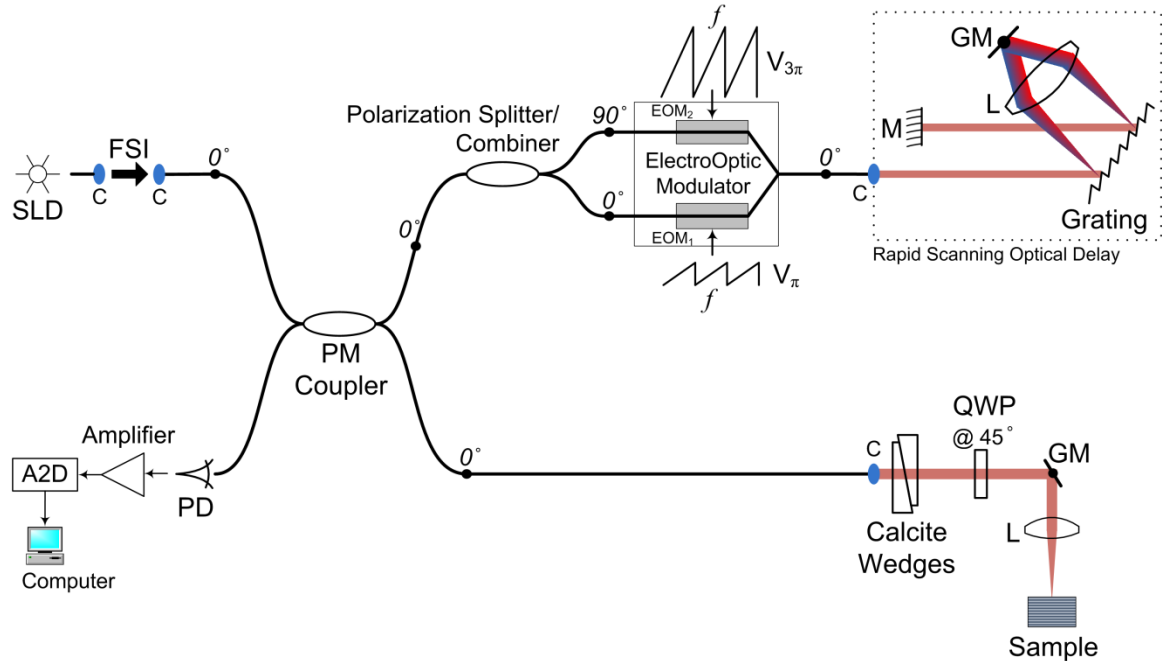 f
V3π
GM
Polarization Splitter/
Combiner
90°
EOM2
L
M
FSI
0°
ElectroOptic
Modulator
0°
SLD
C
C
0°
0°
C
Grating
EOM1
Rapid Scanning Optical Delay
f
Vπ
PM
Coupler
QWP
@ 45°
Amplifier
C
GM
A2D
PD
0°
L
Calcite
Wedges
Computer
Sample